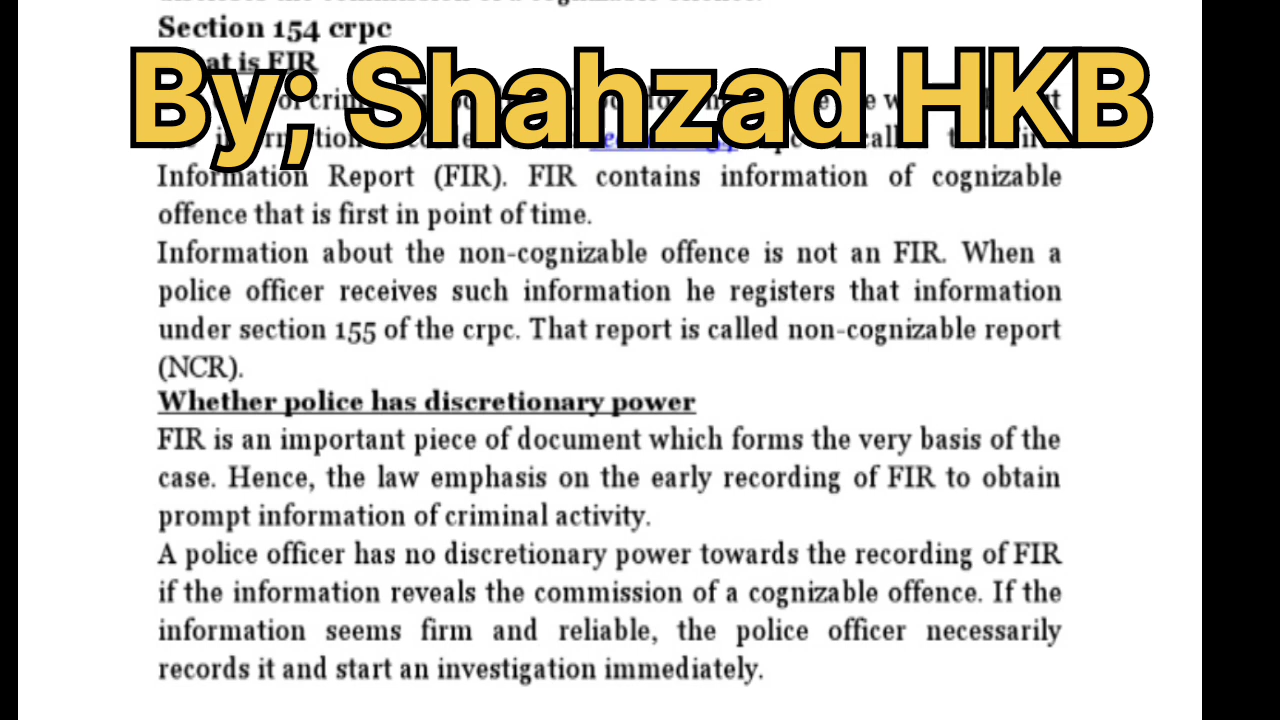 Section 154 crpc
at is FIR
By; Shahzad HKB
Information Report (FIR). FIR contains information of cognizable
offence that is first in point of time.
Information about the non-cognizable offence is not an FIR. When a
police officer receives such information he registers that information
under section 155 of the crpc. That report is called non-cognizable report
(NCR).
Whether police has discretionary power
FIR is an important piece of document which forms the very basis of the
case. Hence, the law emphasis on the early recording of FIR to obtain
prompt information of criminal activity.
A police officer has no discretionary power towards the recording of FIR
if the information reveals the commission of a cognizable offence. If the
information seems firm and reliable, the police officer necessarily
records it and start an investigation immediately.